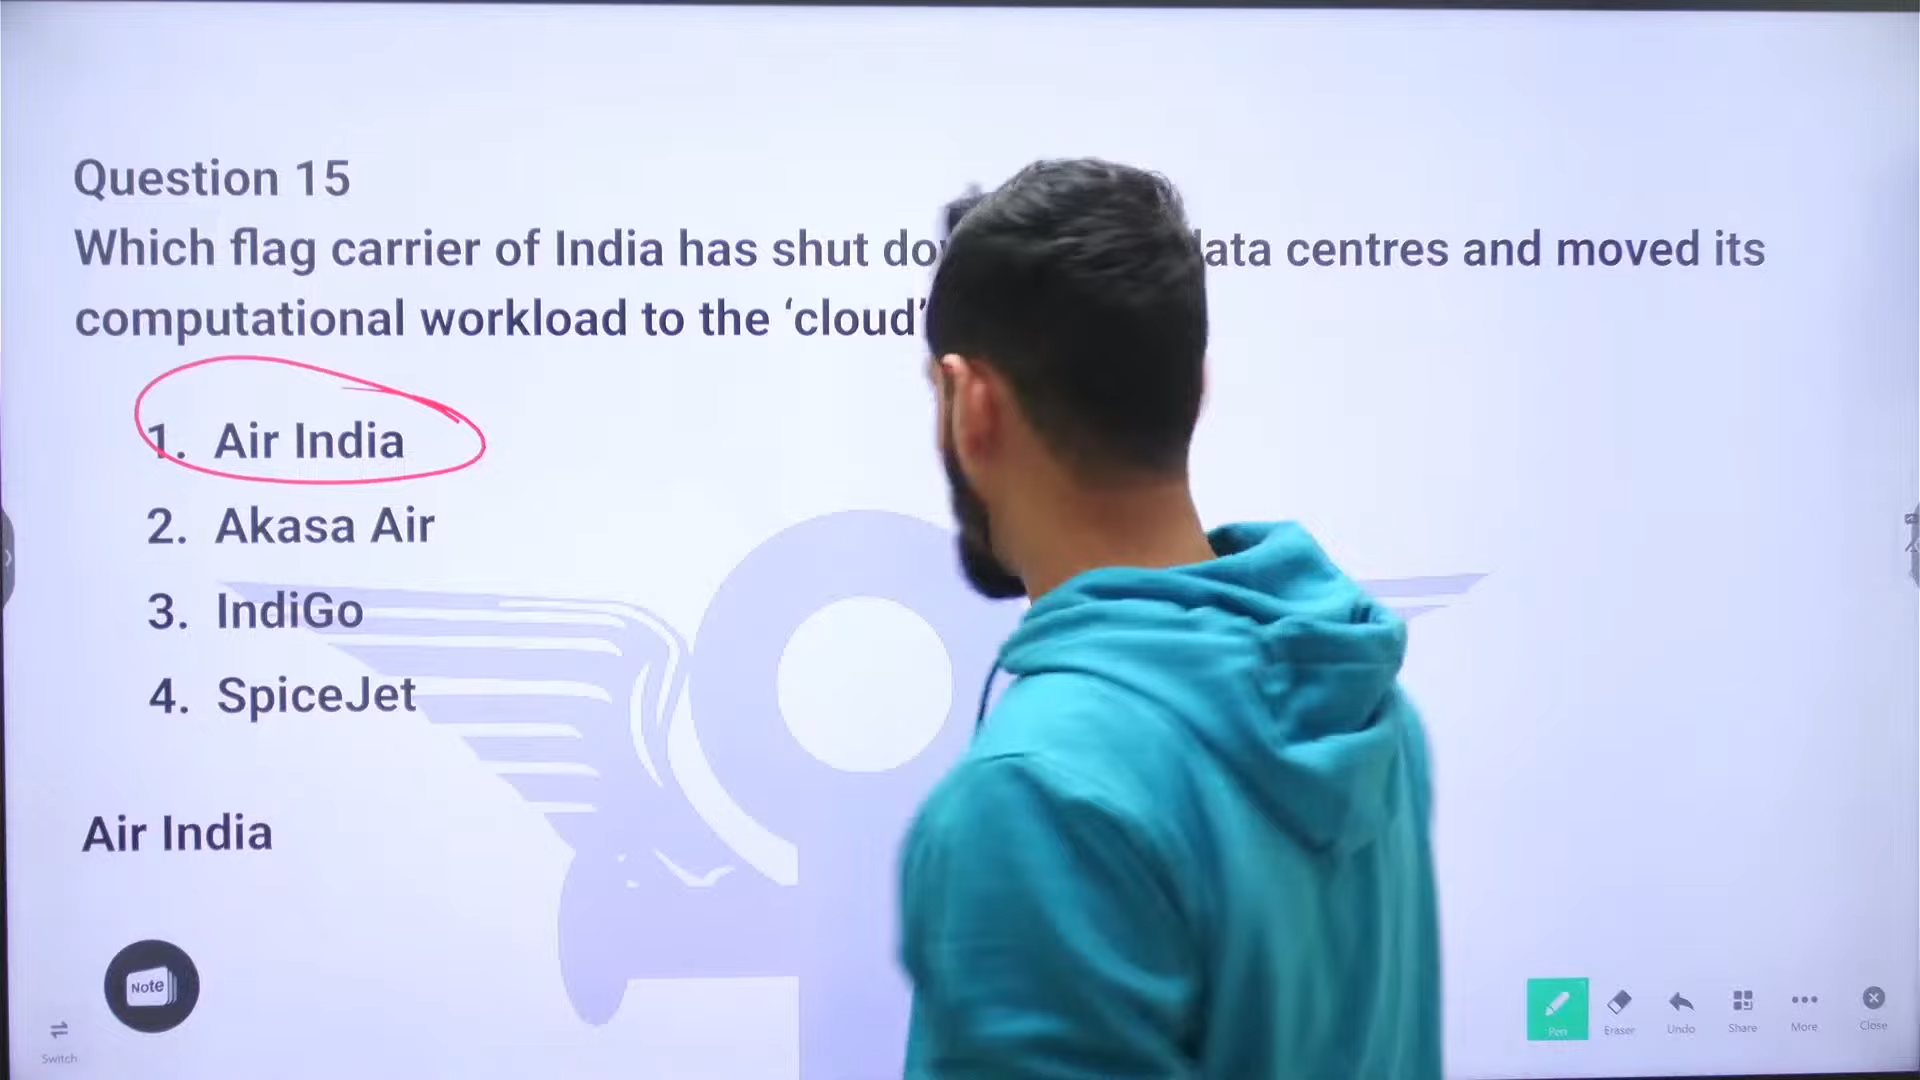 Question 15
Which flag carrier of India has shut centres and moved its
computational workload to the ‘cloud’
1. Air India
2. Akasa Air
3. IndiGo
4. SpiceJet
Air India
Note
Switch
Pen Eraser Undo Share More Close